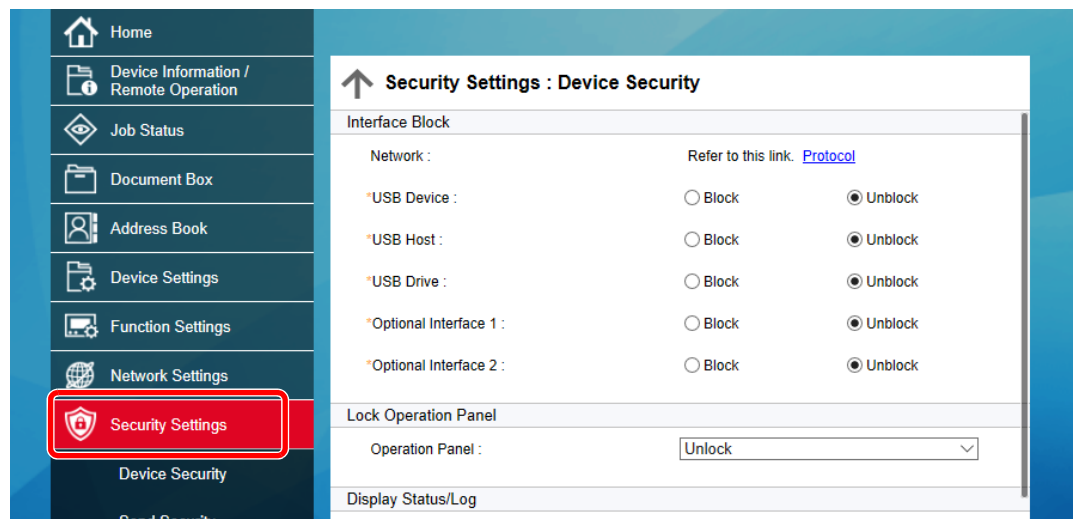 Home
Device Information /
Remote Operation
Job Status
Document Box
Address Book
Device Settings
Function Settings
Network Settings
Security Settings
Device Security
Security Settings : Device Security
Interface Block
Network : Refer to this link. Protocol
*USB Device : Block Unblock
*USB Host : Block Unblock
*USB Drive : Block Unblock
*Optional Interface 1 : Block Unblock
*Optional Interface 2 : Block Unblock
Lock Operation Panel
Operation Panel : Unlock
Display Status/Log